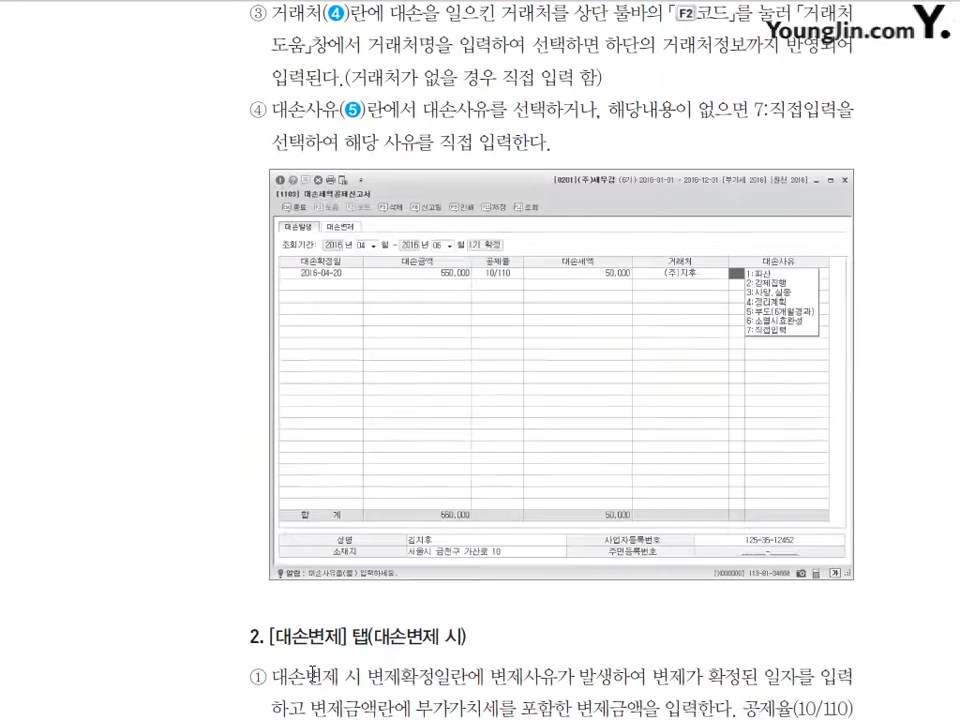 ③ 거래처(④)란에 대손을 일으킨 거래처를 상단 툴바의 「F2코드」를 눌러 「거래처
YoungJin.com Y.
도움」창에서 거래처명을 입력하여 선택하면 하단의 거래처정보까지 반영되어
입력된다.(거래처가 없을 경우 직접 입력 함)
④ 대손사유(⑤)란에서 대손사유를 선택하거나, 해당내용이 없으면 7:직접입력을
선택하여 해당 사유를 직접 입력한다.
[0201] (주)세무갑 (6기) 2016-01-01 ~ 2016-12-31 [부가세 2016] [원천 2016]
[1103] 대손세액공제신고서
종료 도움 코드 삭제 신고일 인쇄 저장 조회
대손발생 대손변제
조회기간: 2016 년 04 월 ~ 2016 년 06 월 1기 확정
대손확정일 대손금액 공제률 대손세액 거래처 대손사유
2016-04-20 550,000 10/110 50,000 (주)지후 1:파산
2:강제집행
3:사망,실종
4:정리계획
5:부도(6개월경과)
6:소멸시효완성
7:직접입력
합 계 550,000 50,000
성명 김지후 사업자등록번호 125-35-12452
소재지 서울시 금천구 가산로 10 주민등록번호 ______-______
알림 : 대손사유을(를) 입력하세요.
2. [대손변제] 탭(대손변제 시)
① 대손변제 시 변제확정일란에 변제사유가 발생하여 변제가 확정된 일자를 입력
하고 변제금액란에 부가가치세를 포함한 변제금액을 입력한다. 공제율(10/110)